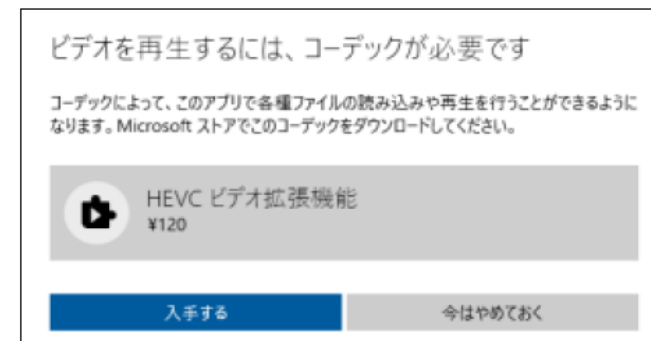 ビデオを再生するには、コーデックが必要です
コーデックによって、このアプリで各種ファイルの読み込みや再生を行うことができるように
なります。Microsoft ストアでこのコーデックをダウンロードしてください。
HEVC ビデオ拡張機能
¥120
入手する
今はやめておく